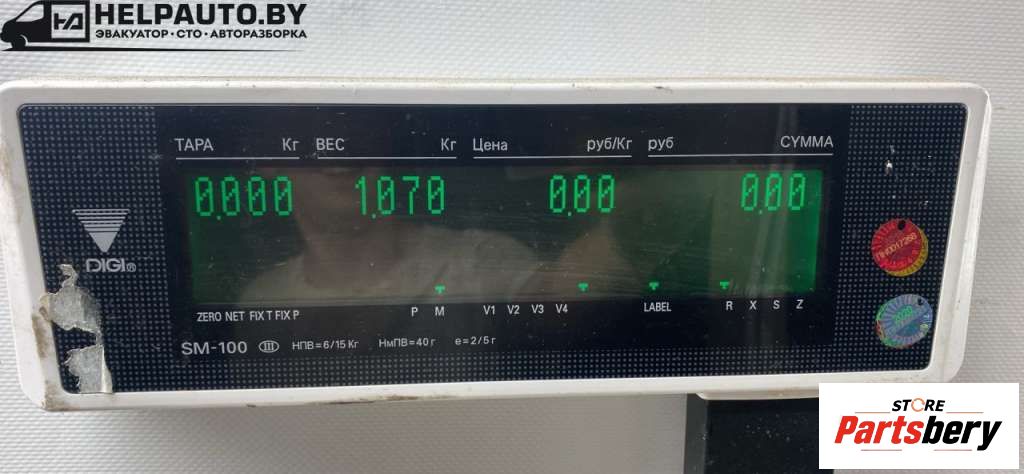 HELPAUTO.BY
ЭВАКУАТОР • СТО • АВТОРАЗБОРКА
ТАРА Кг ВЕС Кг Цена руб/Кг руб СУММА
0.000 1.070 0.00 0.00
DIGI®
ZERO NET FIX T FIX P P M V1 V2 V3 V4 LABEL R X S Z
SM-100 III НПВ=6/15 Кг НмПВ=40 г e=2/5 г
2020
STORE
Partsbery